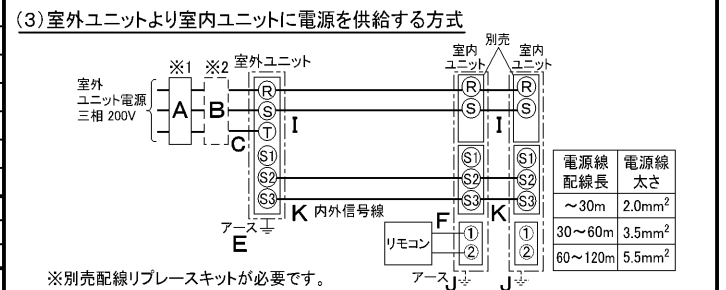 (3)室外ユニットより室内ユニットに電源を供給する方式
※1 ※2 室外ユニット
室内
ユニット
別売
室内
ユニット
室外
ユニット電源
三相 200V
A B C
R
S
T
S1
S2
S3
I
R
S
S1
S2
S3
①
②
I
R
S
S1
S2
S3
①
②
K 内外信号線
F
K
アース
E
リモコン
アース J
J
電源線
配線長
電源線
太さ
~30m 2.0mm²
30~60m 3.5mm²
60~120m 5.5mm²
※別売配線リプレースキットが必要です。